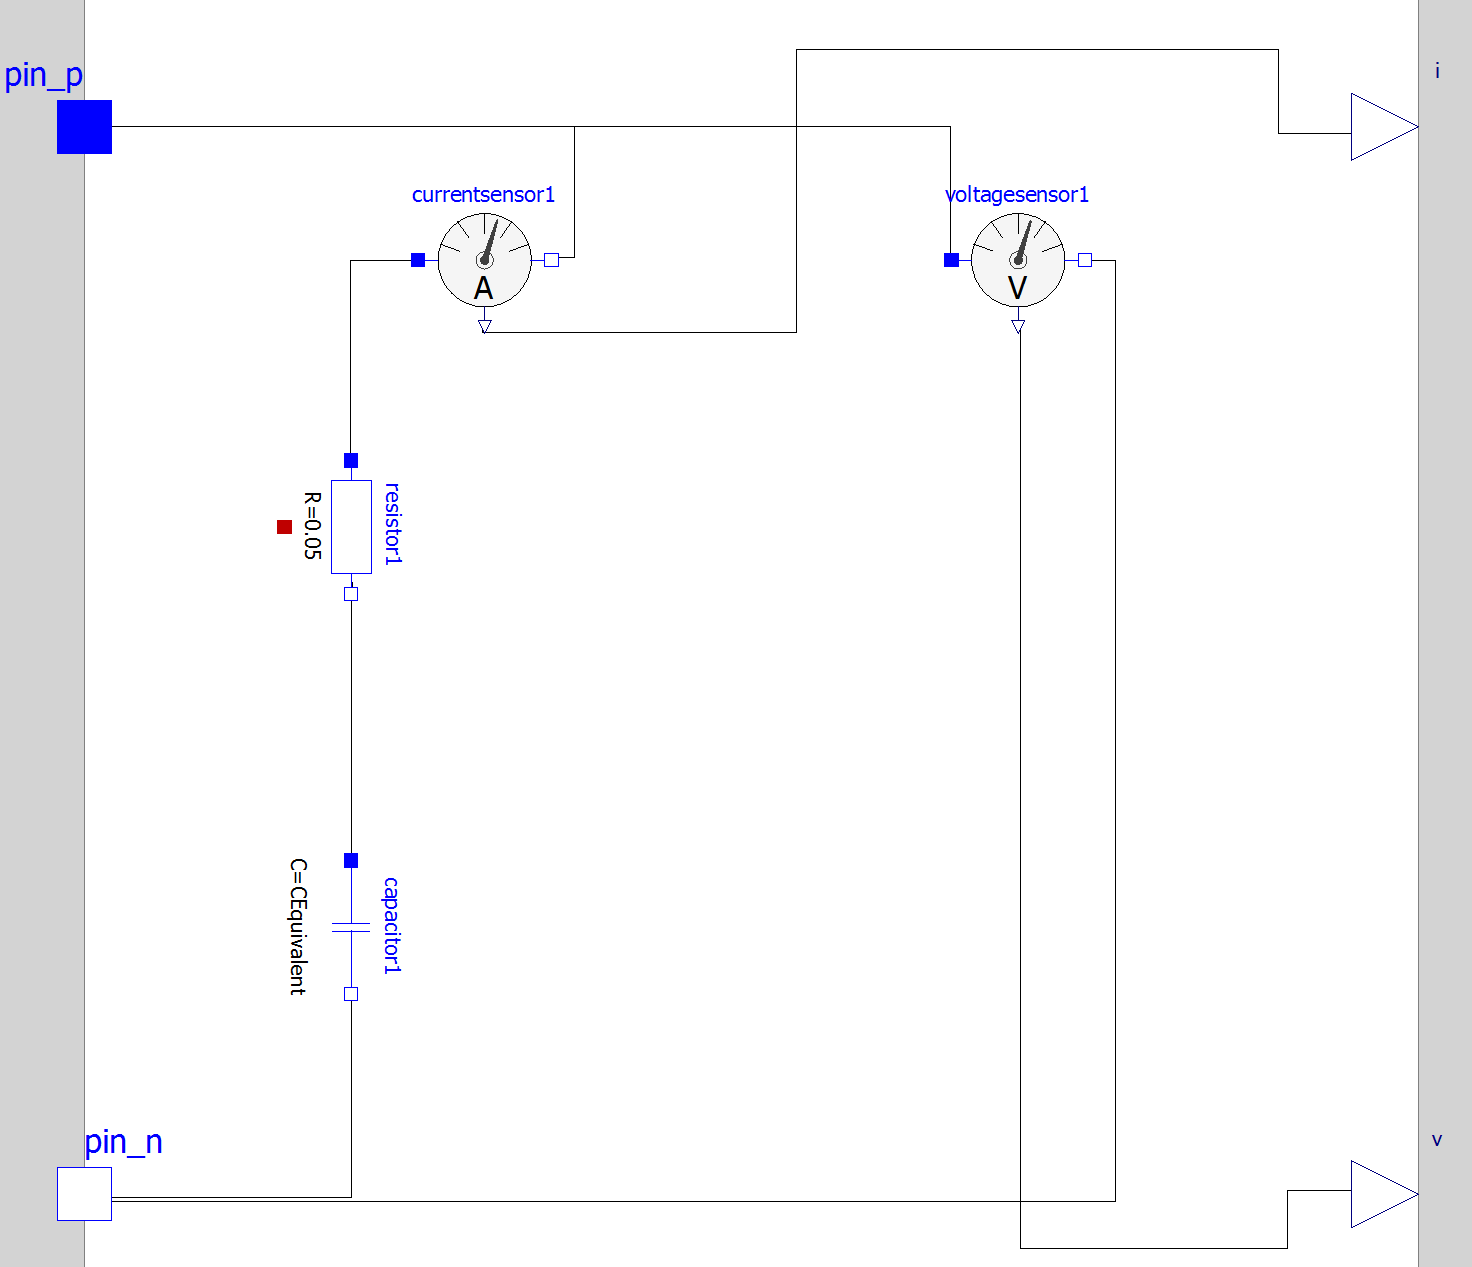 pin_p
i
currentsensor1
voltagesensor1
A
V
resistor1
R=0.05
capacitor1
C=CEquivalent
pin_n
v